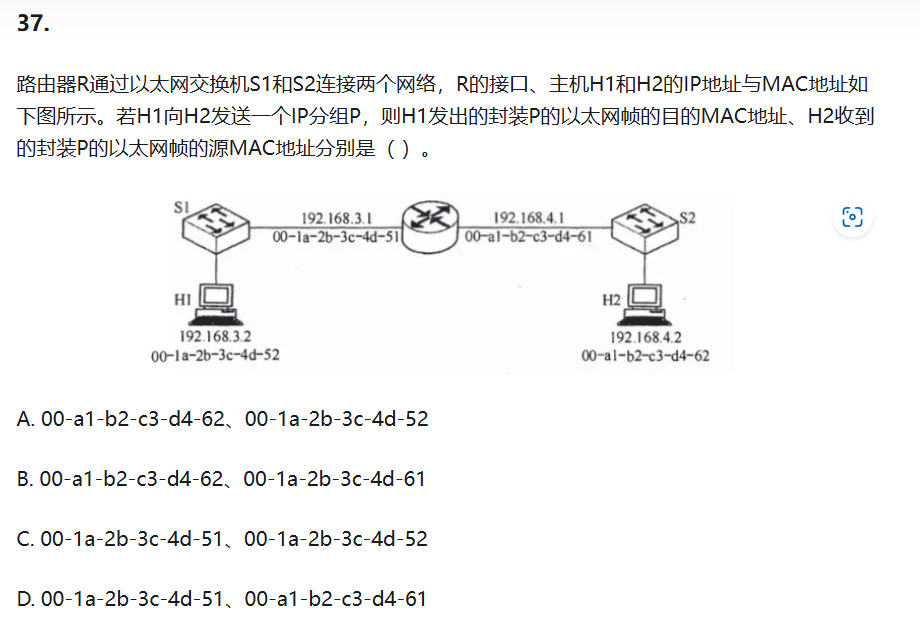 37.
路由器R通过以太网交换机S1和S2连接两个网络，R的接口、主机H1和H2的IP地址与MAC地址如
下图所示。若H1向H2发送一个IP分组P，则H1发出的封装P的以太网帧的目的MAC地址、H2收到
的封装P的以太网帧的源MAC地址分别是（ ）。
S1
192.168.3.1
00-1a-2b-3c-4d-51
192.168.4.1
00-a1-b2-c3-d4-61
S2
H1
192.168.3.2
00-1a-2b-3c-4d-52
H2
192.168.4.2
00-a1-b2-c3-d4-62
A. 00-a1-b2-c3-d4-62、00-1a-2b-3c-4d-52
B. 00-a1-b2-c3-d4-62、00-1a-2b-3c-4d-61
C. 00-1a-2b-3c-4d-51、00-1a-2b-3c-4d-52
D. 00-1a-2b-3c-4d-51、00-a1-b2-c3-d4-61